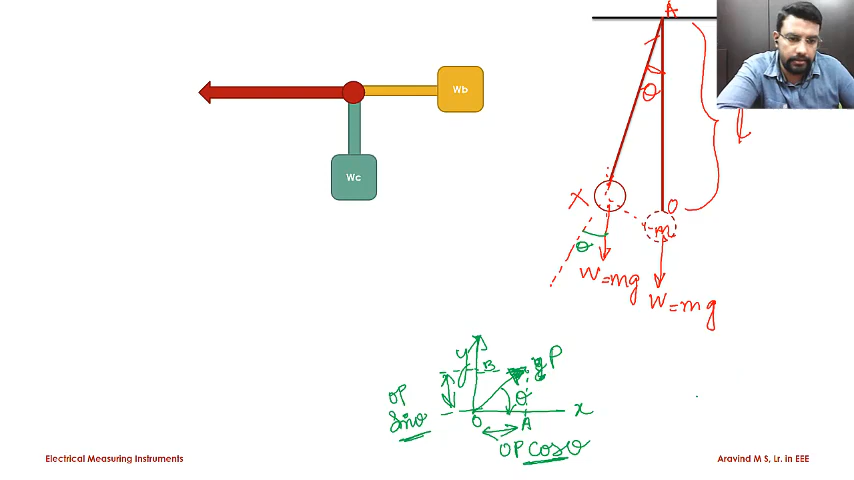 A
θ
l
Wb
Wc
X
O
m
θ
W=mg
W=mg
y
B
P
OP
Sinθ
θ
x
O
A
OP Cosθ
Electrical Measuring Instruments
Aravind M S, Lr. in EEE